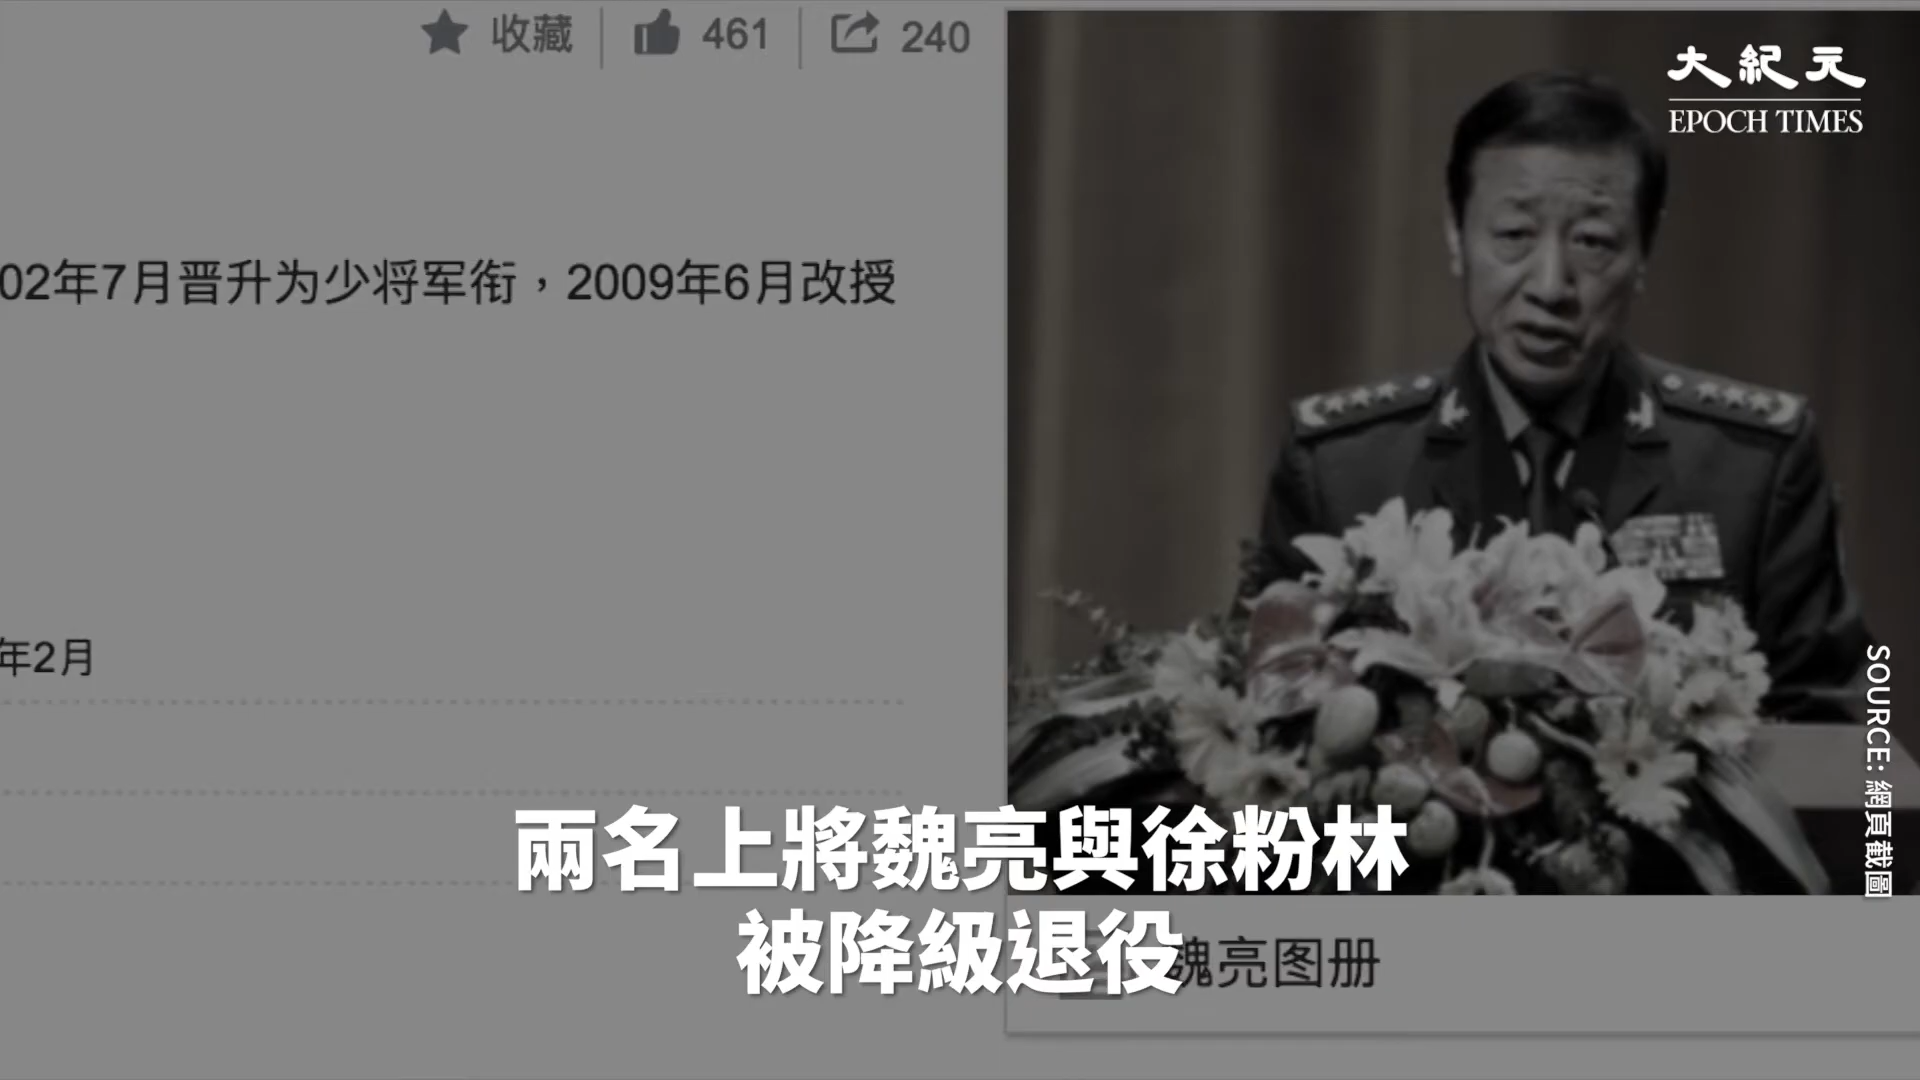 收藏
461
240
大紀元
EPOCH TIMES
02年7月晋升为少将军衔，2009年6月改授
年2月
SOURCE: 網頁截圖
兩名上將魏亮與徐粉林
被降級退役
魏亮图册